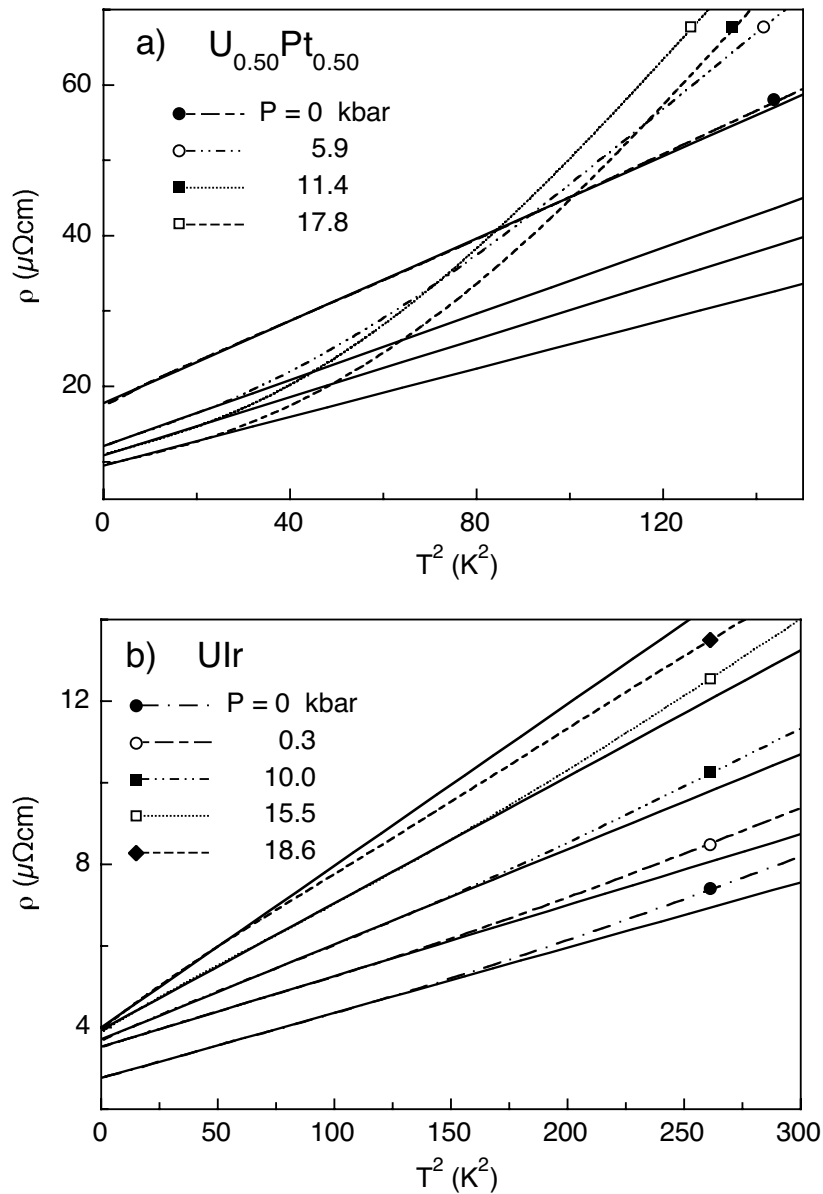 a) U0.50Pt0.50
P = 0 kbar
5.9
11.4
17.8
60
40
20
ρ (μΩcm)
0 40 80 120
T² (K²)
b) UIr
P = 0 kbar
0.3
10.0
15.5
18.6
12
8
4
ρ (μΩcm)
0 50 100 150 200 250 300
T² (K²)